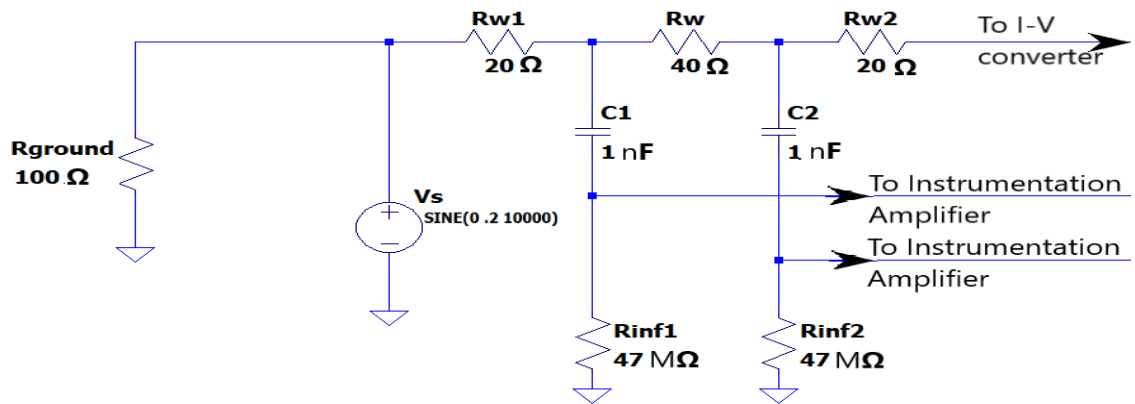 Rw1
Rw
Rw2
To I-V
converter
20 Ω
40 Ω
20 Ω
C1
C2
1 nF
1 nF
Rground
100 Ω
Vs
SINE(0 .2 10000)
To Instrumentation
Amplifier
To Instrumentation
Amplifier
Rinf1
Rinf2
47 MΩ
47 MΩ